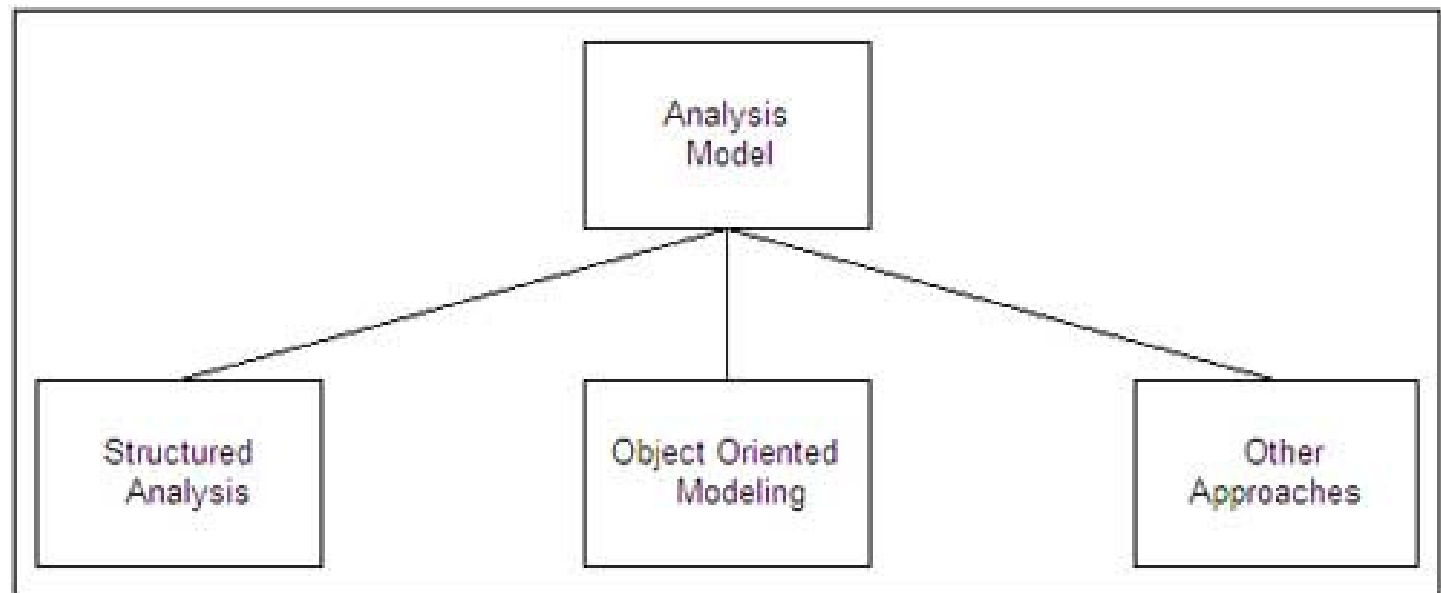 Analysis
Model
Structured
Analysis
Object Oriented
Modeling
Other
Approaches